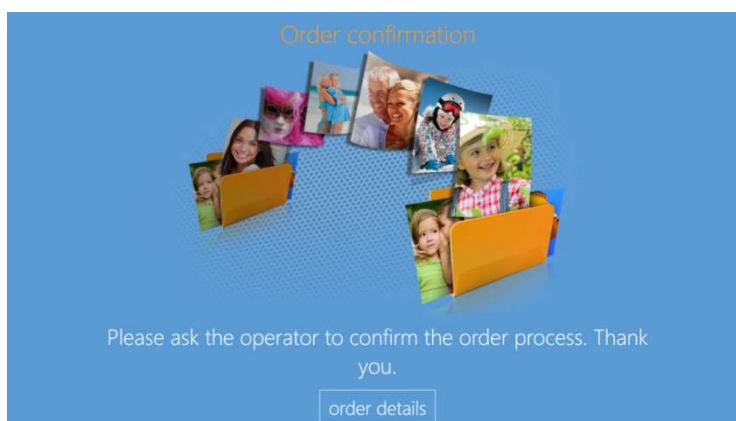 Order confirmation
Please ask the operator to confirm the order process. Thank
you.
order details